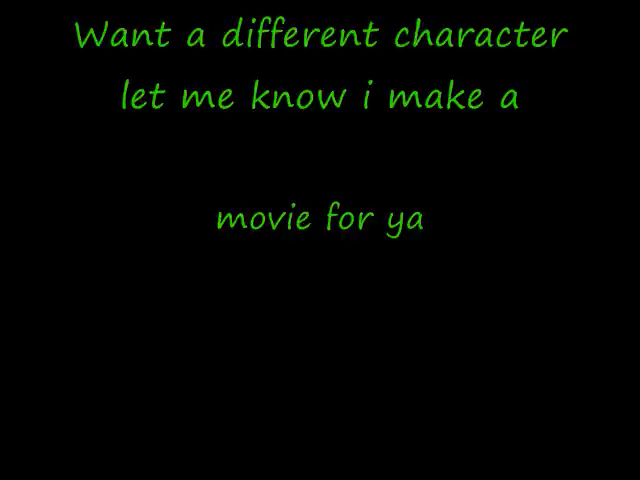 Want a different character
let me know i make a
movie for ya